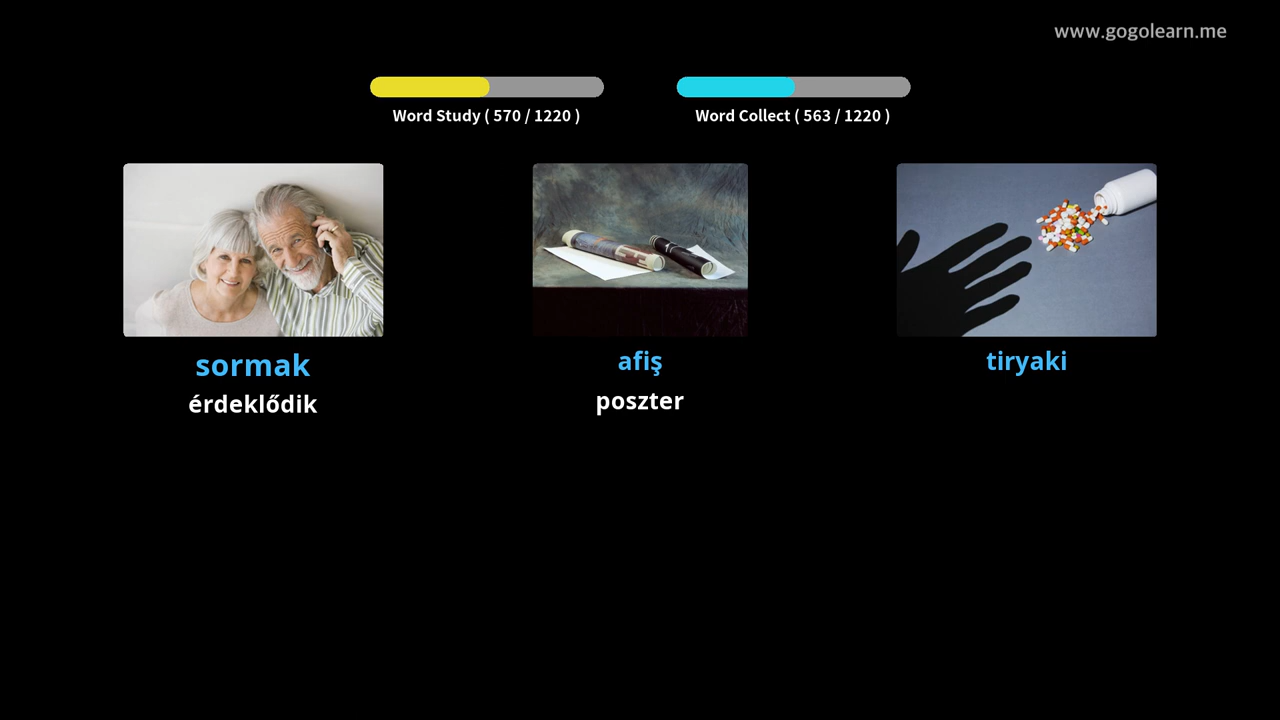 www.gogolearn.me
Word Study ( 570 / 1220 )
Word Collect ( 563 / 1220 )
sormak
érdeklődik
afiş
poszter
tiryaki